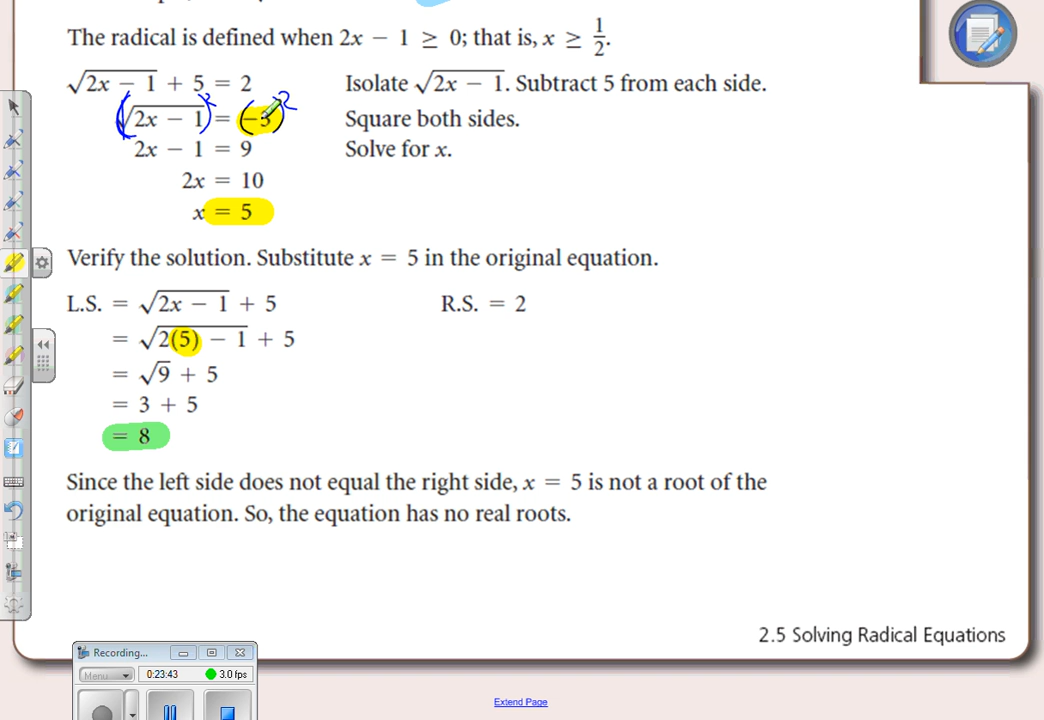 The radical is defined when 2x − 1 ≥ 0; that is, x ≥ 1/2.
√(2x − 1) + 5 = 2 Isolate √(2x − 1). Subtract 5 from each side.
(√(2x − 1))² = (−3)² Square both sides.
2x − 1 = 9 Solve for x.
2x = 10
x = 5
Verify the solution. Substitute x = 5 in the original equation.
L.S. = √(2x − 1) + 5 R.S. = 2
= √(2(5) − 1) + 5
= √9 + 5
= 3 + 5
= 8
Since the left side does not equal the right side, x = 5 is not a root of the
original equation. So, the equation has no real roots.
2.5 Solving Radical Equations
Recording...
Menu 0:23:43 3.0 fps
Extend Page